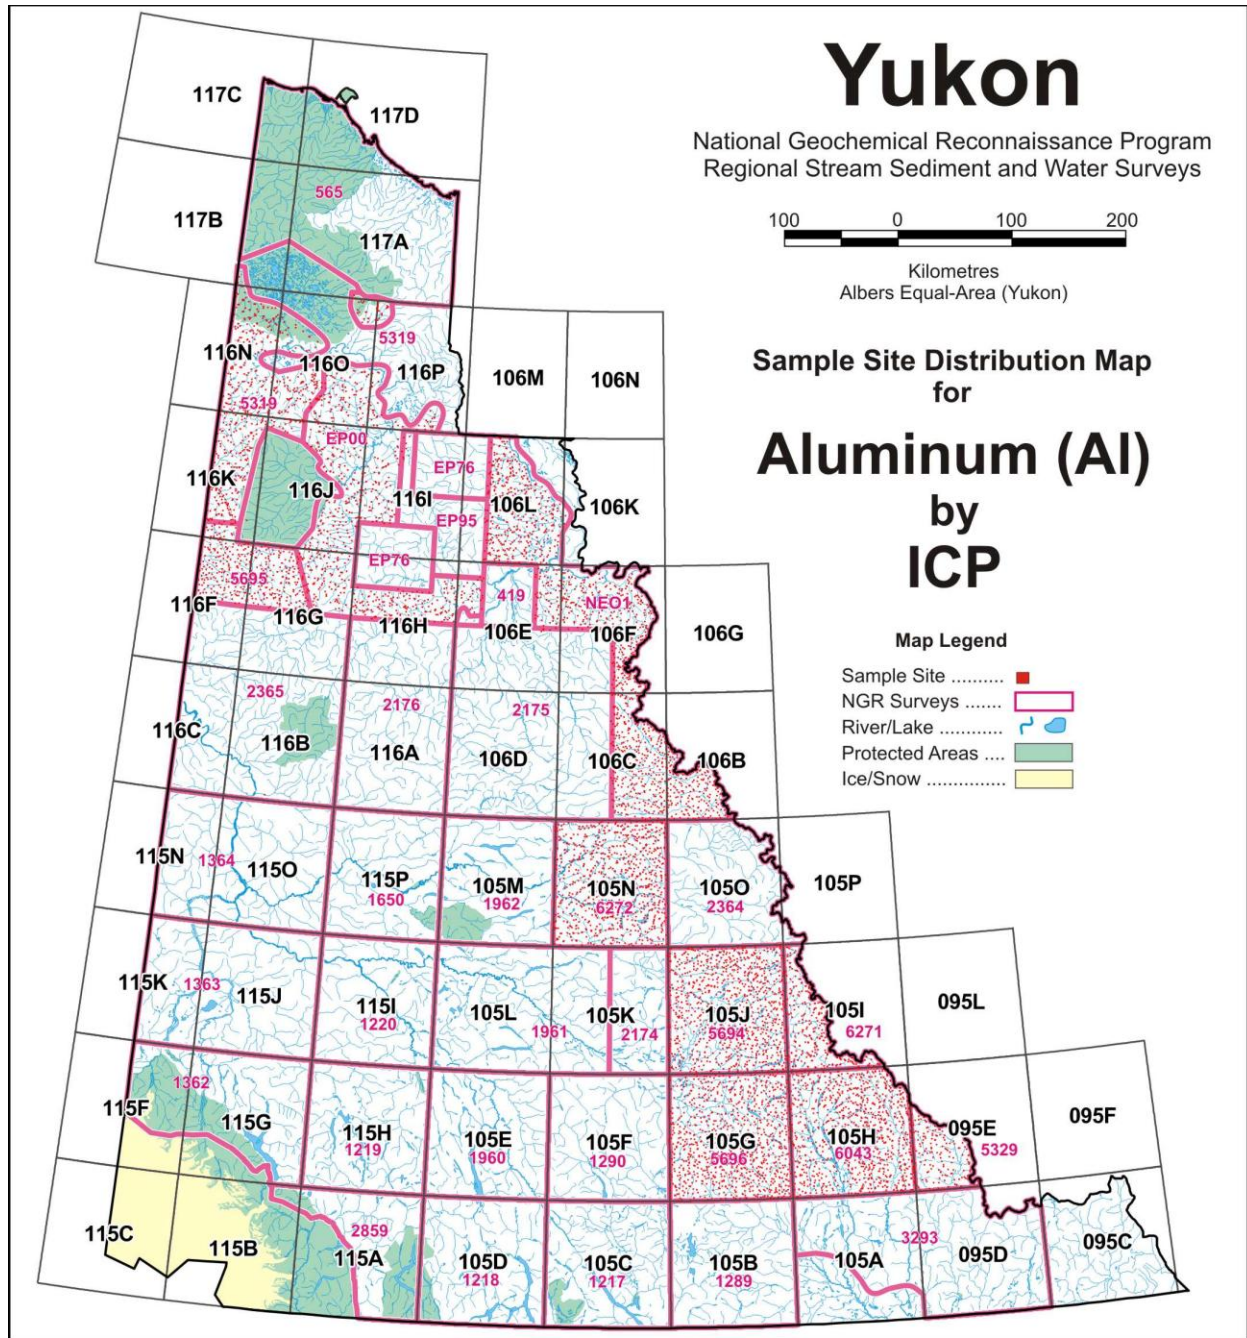 Yukon
National Geochemical Reconnaissance Program
Regional Stream Sediment and Water Surveys
100 0 100 200
Kilometres
Albers Equal-Area (Yukon)
Sample Site Distribution Map
for
Aluminum (Al)
by
ICP
Map Legend
Sample Site ..........
NGR Surveys .......
River/Lake ............
Protected Areas ....
Ice/Snow ...............
117C
117D
565
117B
117A
116N
116O
5319
116P
106M
106N
5319
EP00
EP76
116K
116J
116I
106L
106K
EP95
EP76
5695
419
NEO1
116F
116G
116H
106E
106F
106G
2365
2176
2175
116C
116B
116A
106D
106C
106B
115N
1364
115O
115P
1650
105M
1962
105N
6272
105O
2364
105P
115K
1363
115J
115I
1220
105L
1961
105K
2174
105J
5694
105I
6271
095L
1362
115F
115G
115H
1219
105E
1960
105F
1290
105G
5696
105H
6043
095E
5329
095F
115C
115B
2859
115A
105D
1218
105C
1217
105B
1289
105A
3293
095D
095C